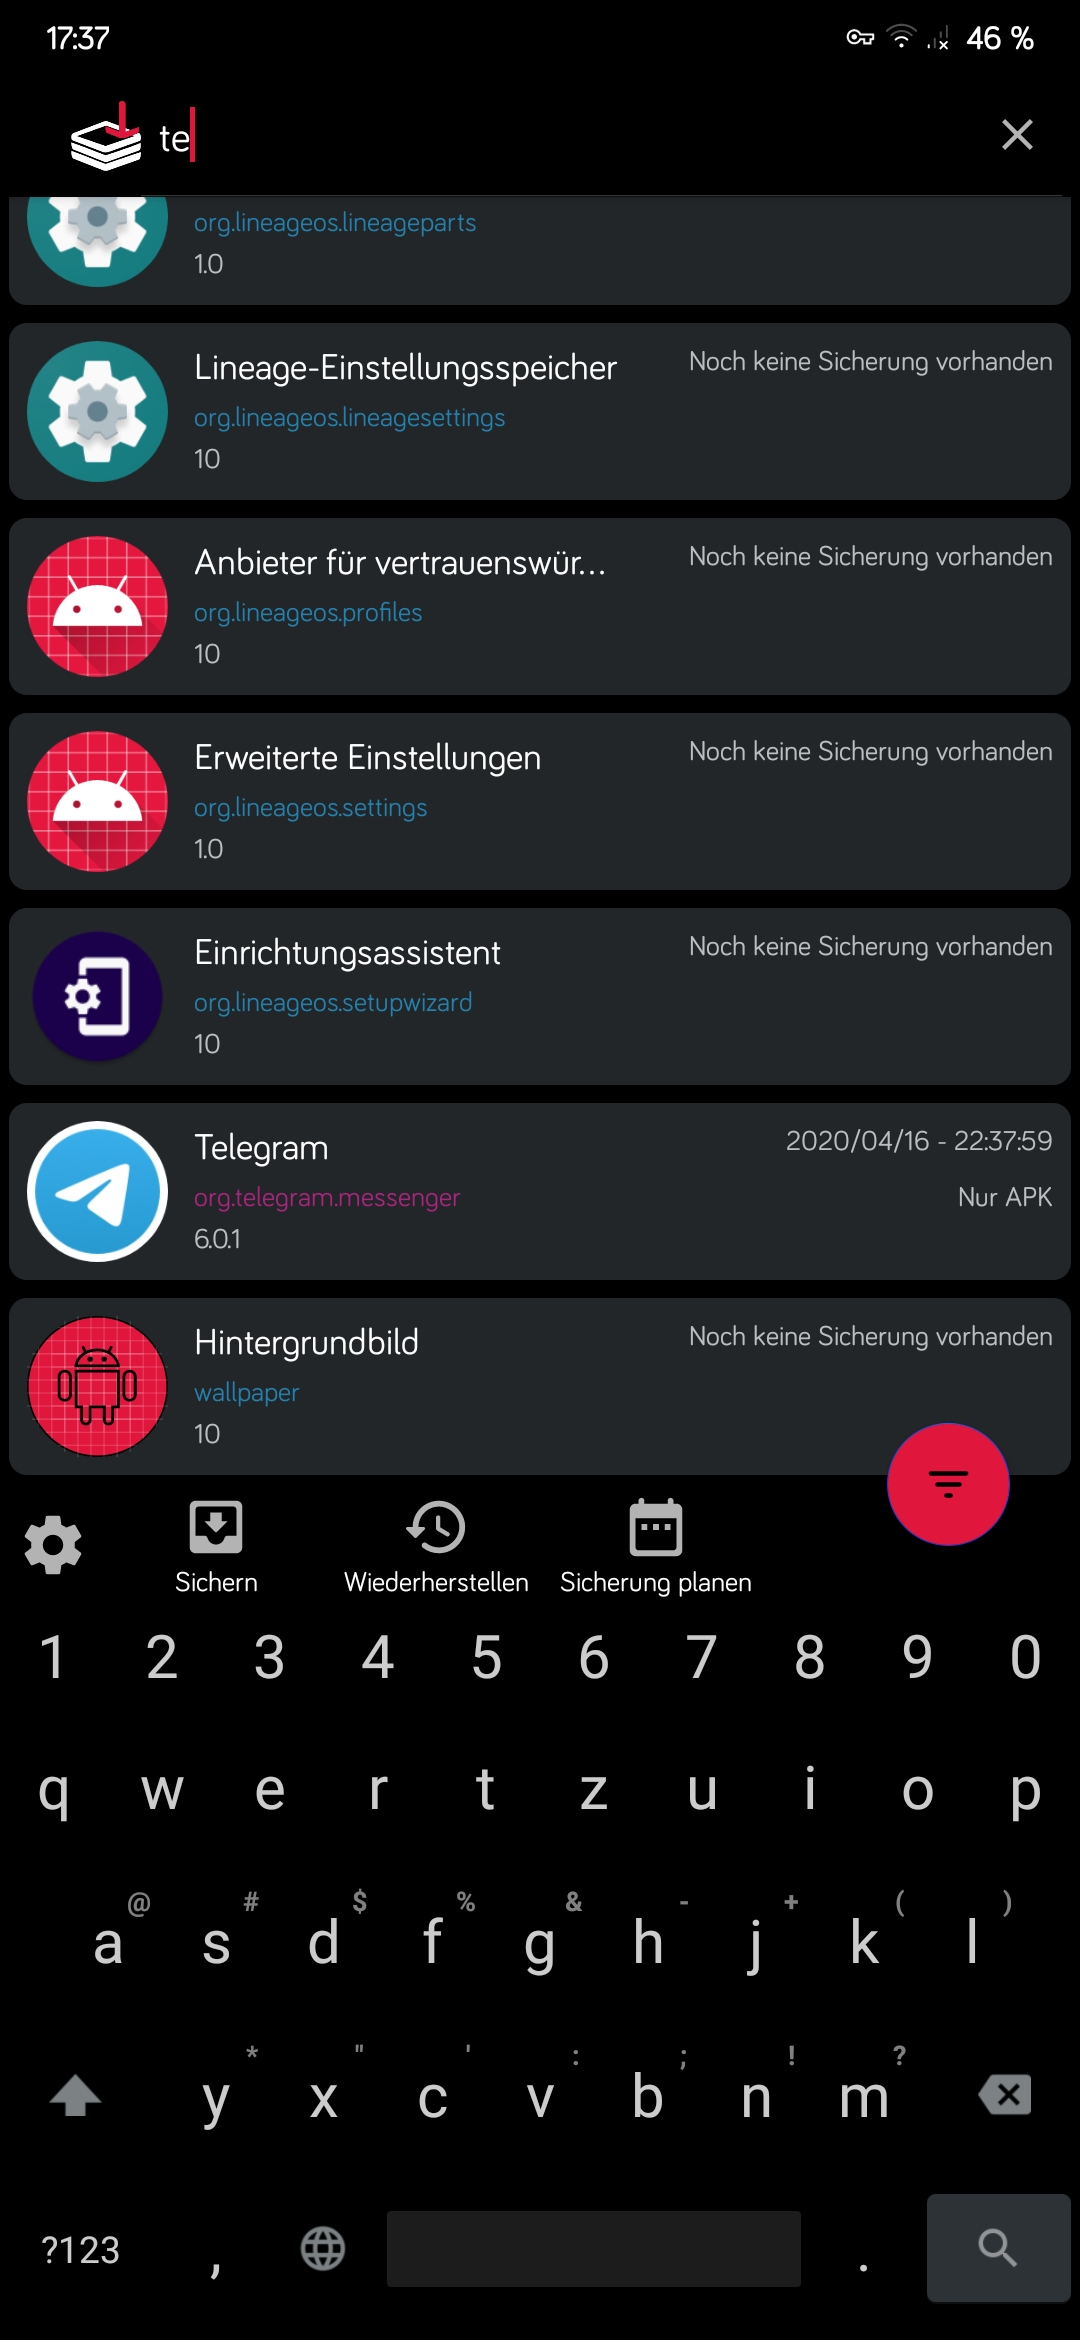 17:37
46 %
te
org.lineageos.lineageparts
1.0
Lineage-Einstellungsspeicher
Noch keine Sicherung vorhanden
org.lineageos.lineagesettings
10
Anbieter für vertrauenswür...
Noch keine Sicherung vorhanden
org.lineageos.profiles
10
Erweiterte Einstellungen
Noch keine Sicherung vorhanden
org.lineageos.settings
1.0
Einrichtungsassistent
Noch keine Sicherung vorhanden
org.lineageos.setupwizard
10
Telegram
2020/04/16 - 22:37:59
org.telegram.messenger
Nur APK
6.0.1
Hintergrundbild
Noch keine Sicherung vorhanden
wallpaper
10
Sichern
Wiederherstellen
Sicherung planen
1 2 3 4 5 6 7 8 9 0
q w e r t z u i o p
@ # $ % & - + ( )
a s d f g h j k l
* " ' : ; ! ?
y x c v b n m
?123 , .